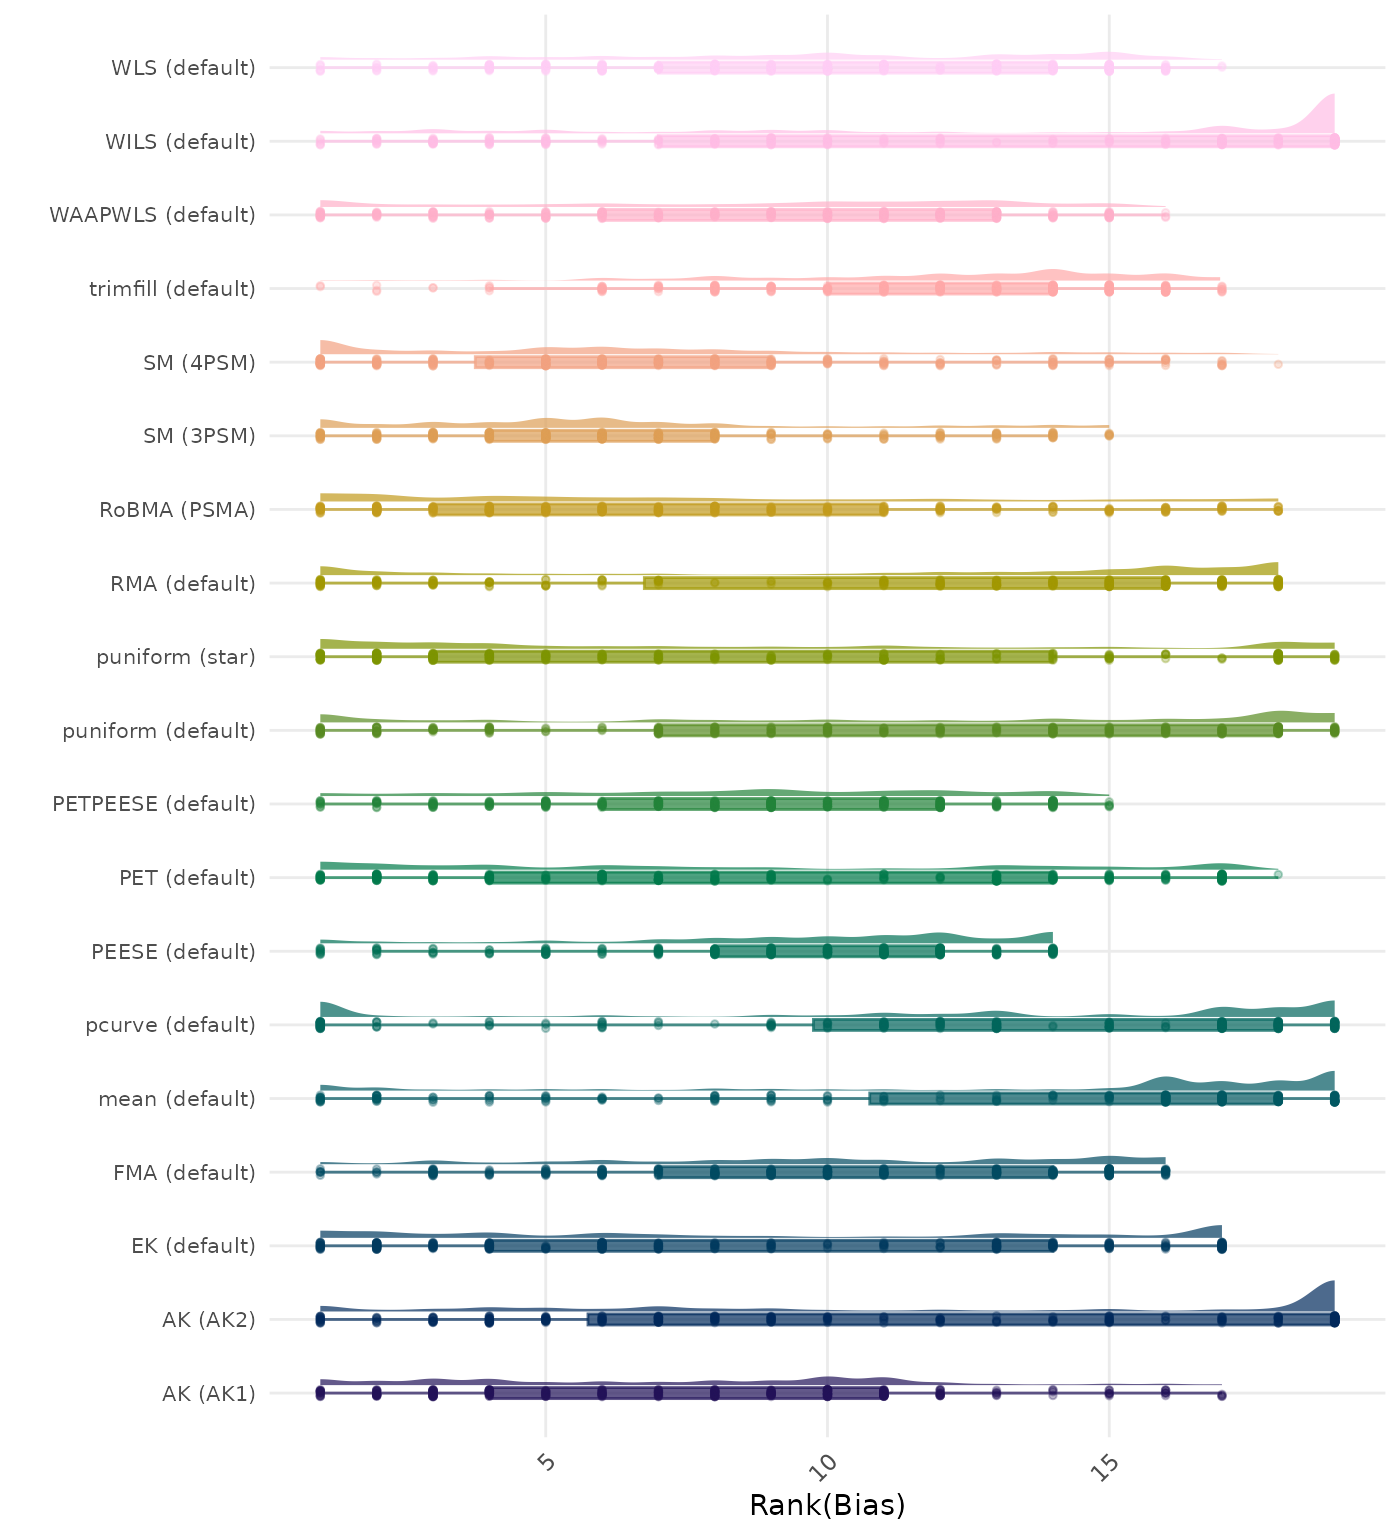 WLS (default)
WILS (default)
WAAPWLS (default)
trimfill (default)
SM (4PSM)
SM (3PSM)
RoBMA (PSMA)
RMA (default)
puniform (star)
puniform (default)
PETPEESE (default)
PET (default)
PEESE (default)
pcurve (default)
mean (default)
FMA (default)
EK (default)
AK (AK2)
AK (AK1)
5 10 15
Rank(Bias)